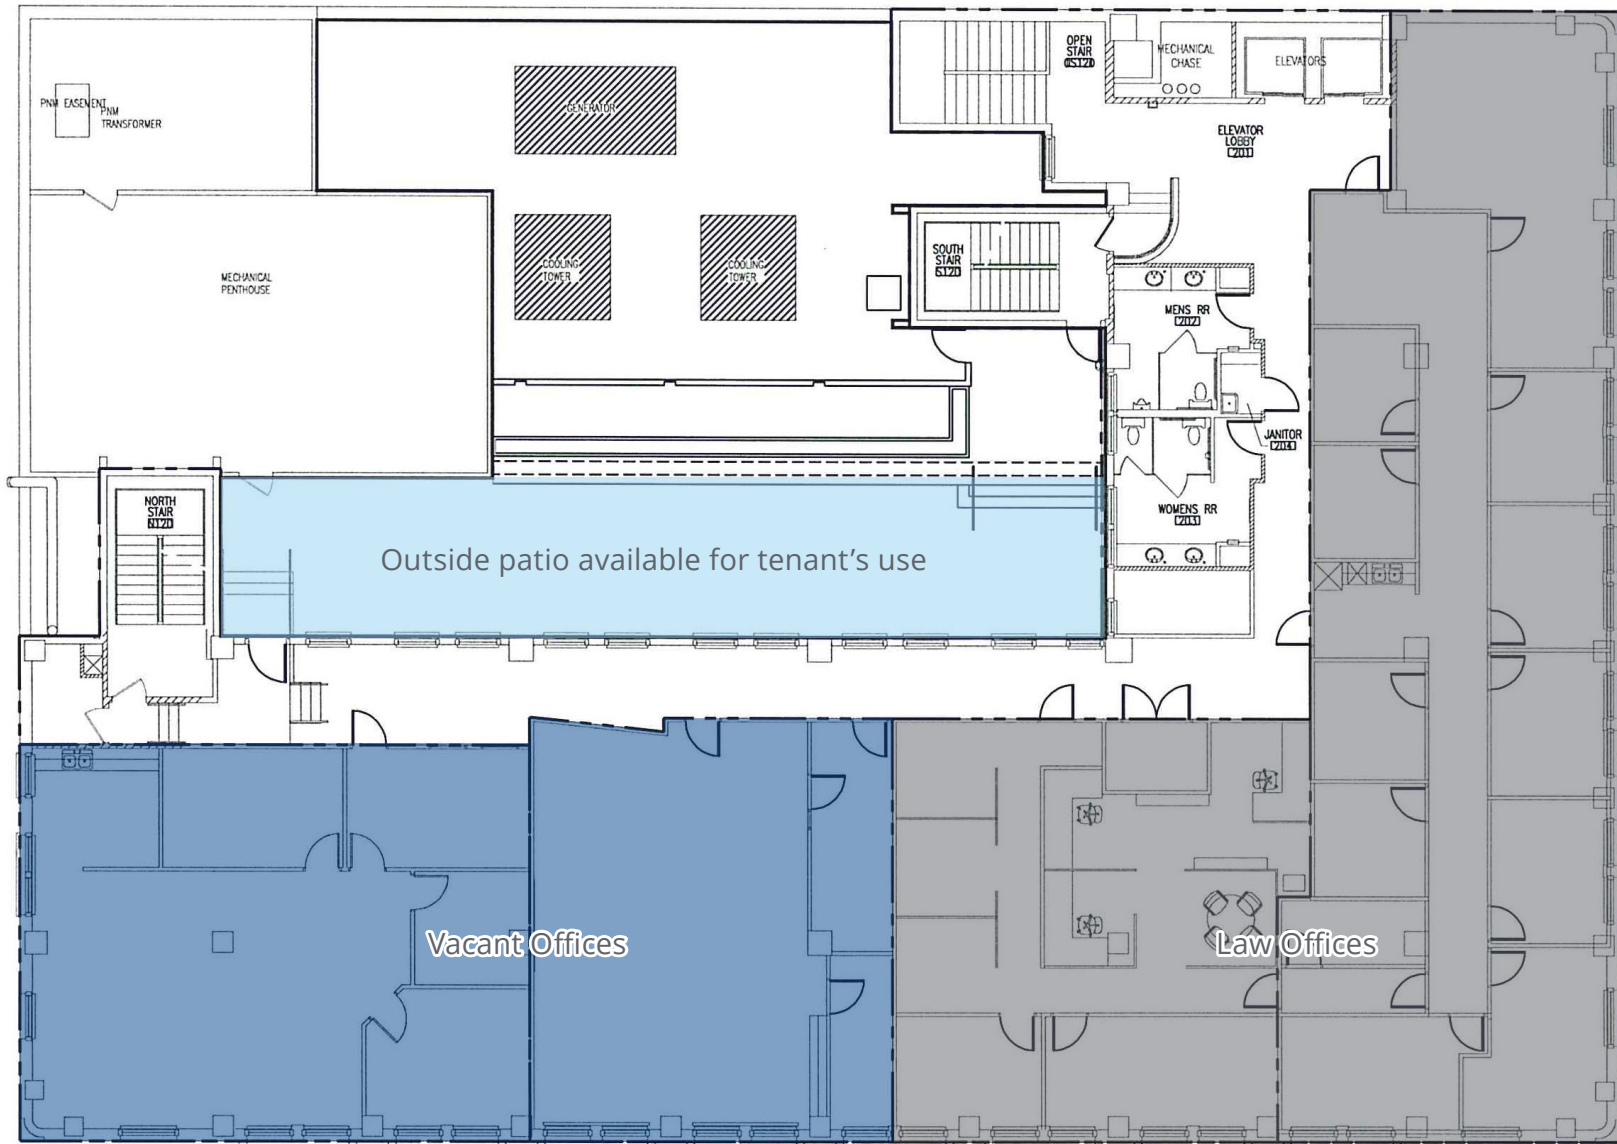 OPEN
STAIR
OS120
MECHANICAL
CHASE
ELEVATORS
PNM EASEMENT
PNM
TRANSFORMER
GENERATOR
ELEVATOR
LOBBY
201
SOUTH
STAIR
S120
COOLING
TOWER
COOLING
TOWER
MECHANICAL
PENTHOUSE
MENS RR
202
JANITOR
204
NORTH
STAIR
N120
WOMENS RR
203
Outside patio available for tenant’s use
Vacant Offices
Law Offices